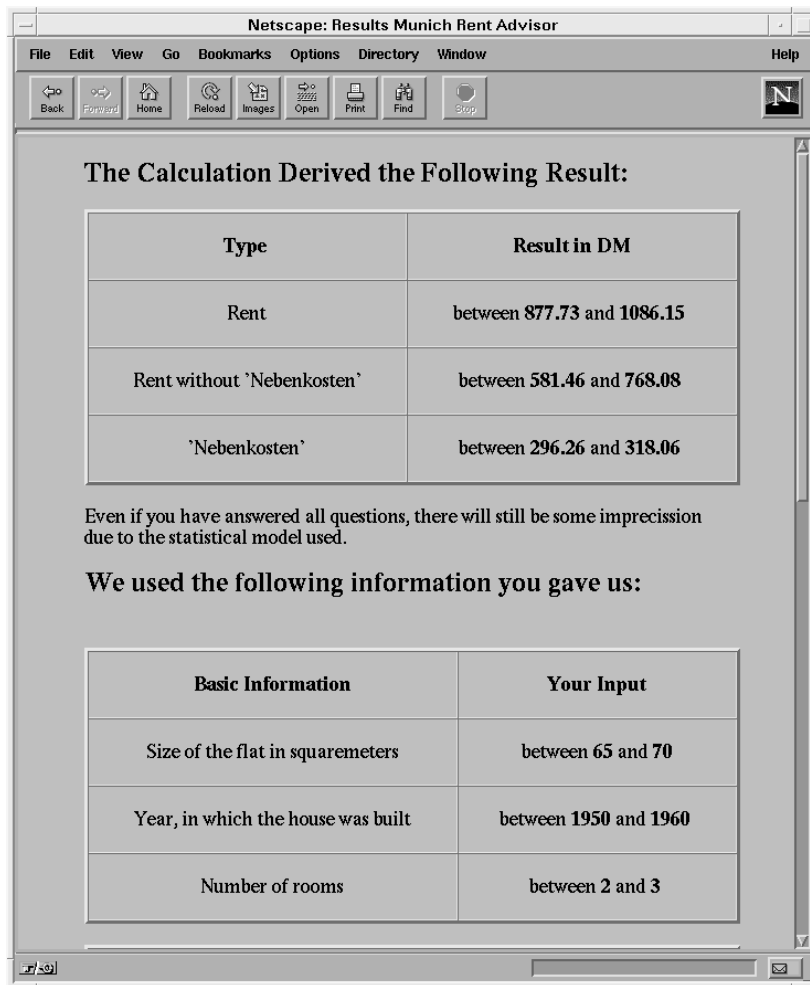 Netscape: Results Munich Rent Advisor
File Edit View Go Bookmarks Options Directory Window Help
Back Forward Home Reload Images Open Print Find Stop N
The Calculation Derived the Following Result:
Type Result in DM
Rent between 877.73 and 1086.15
Rent without 'Nebenkosten' between 581.46 and 768.08
'Nebenkosten' between 296.26 and 318.06
Even if you have answered all questions, there will still be some imprecission
due to the statistical model used.
We used the following information you gave us:
Basic Information Your Input
Size of the flat in squaremeters between 65 and 70
Year, in which the house was built between 1950 and 1960
Number of rooms between 2 and 3